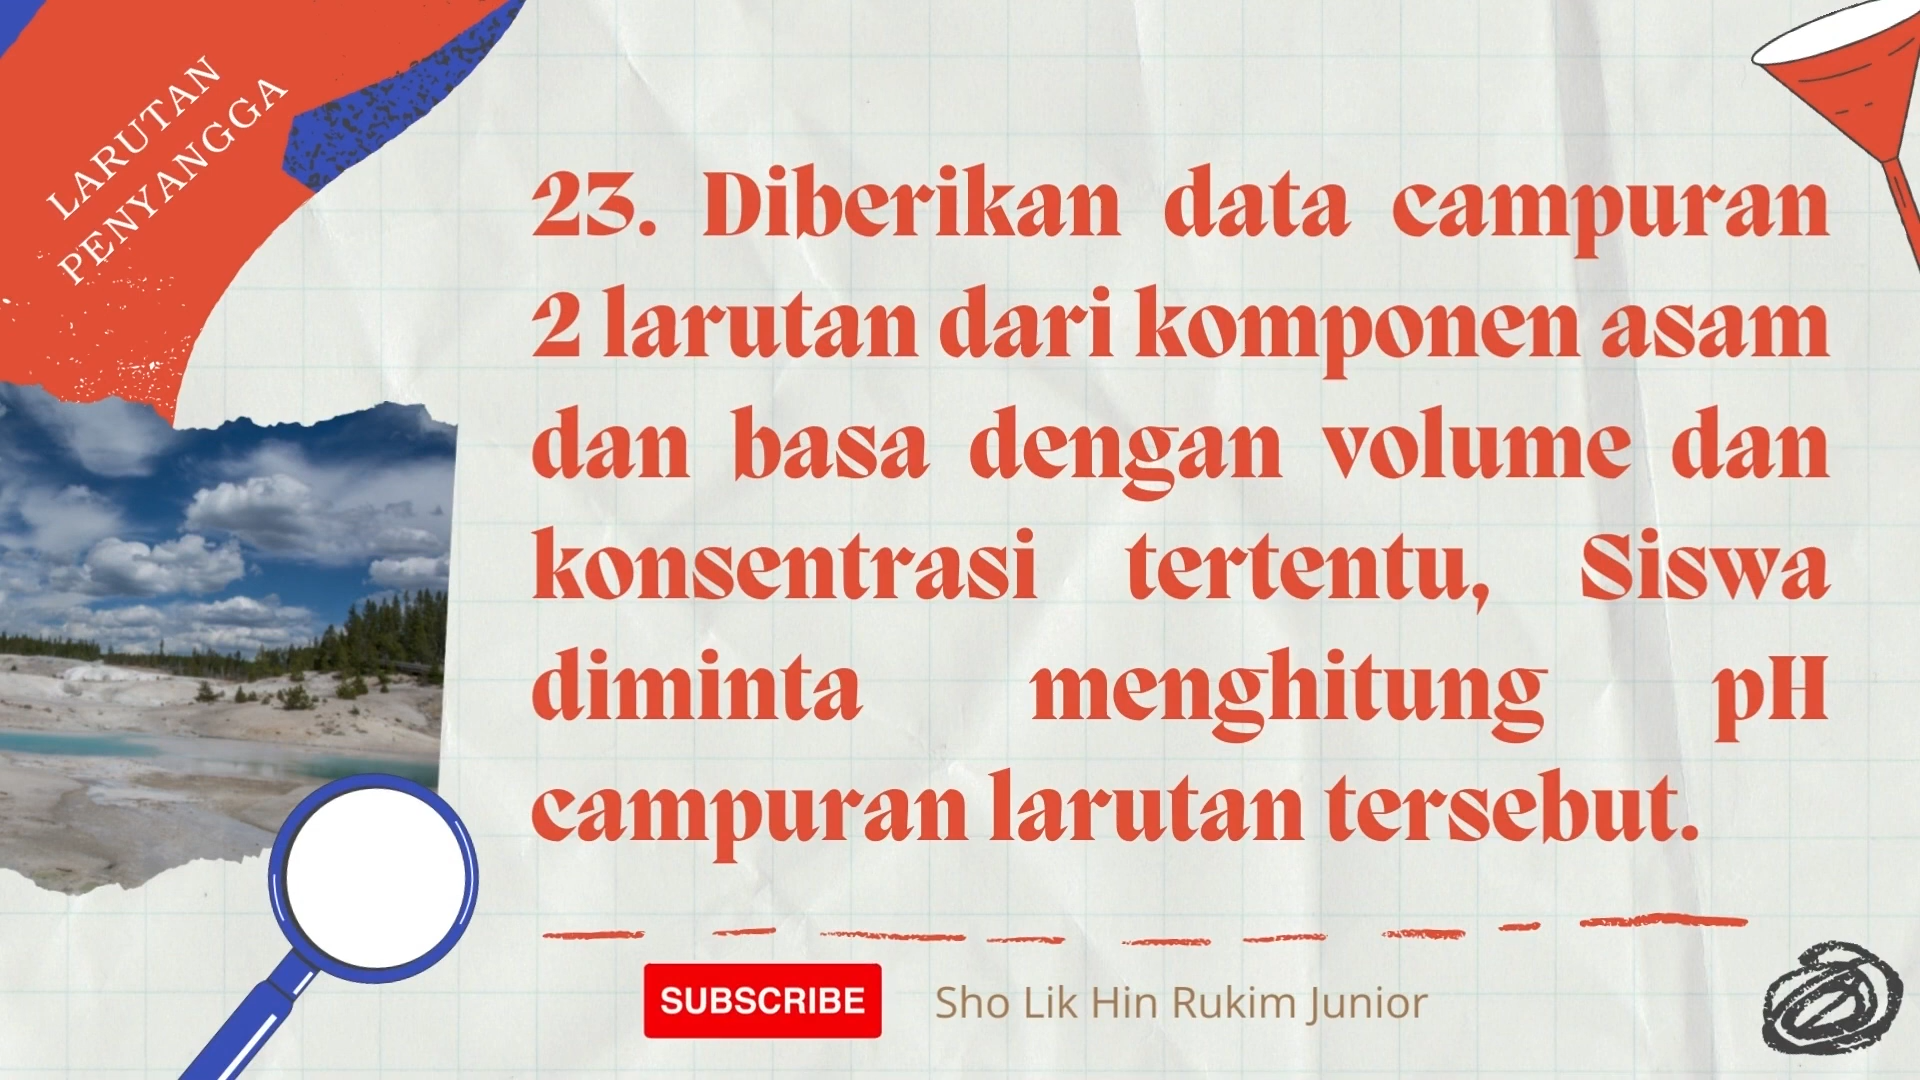 LARUTAN
PENYANGGA
23. Diberikan data campuran
2 larutan dari komponen asam
dan basa dengan volume dan
konsentrasi tertentu, Siswa
diminta menghitung pH
campuran larutan tersebut.
SUBSCRIBE
Sho Lik Hin Rukim Junior